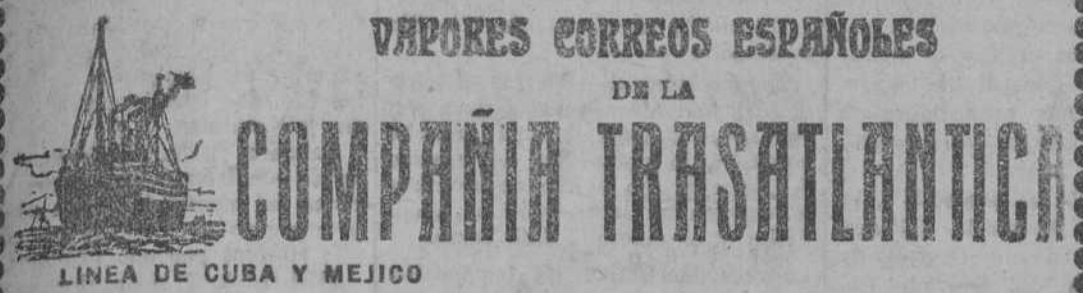 VAPORES CORREOS ESPAÑOLES
DE LA
COMPAÑIA TRASATLANTICA
LINEA DE CUBA Y MEJICO